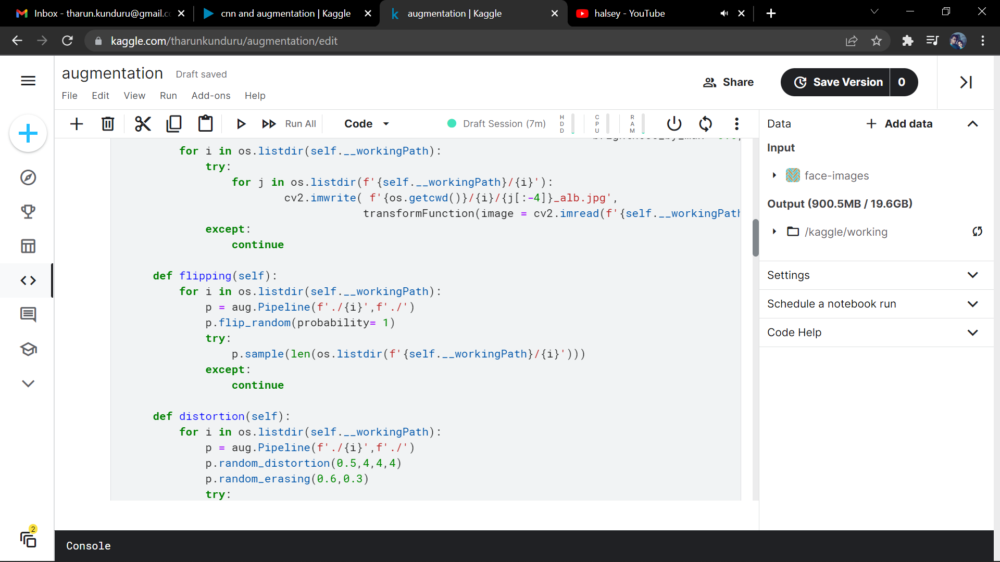 Inbox - tharun.kunduru@gmail.c
cnn and augmentation | Kaggle
augmentation | Kaggle
halsey - YouTube
kaggle.com/tharunkunduru/augmentation/edit
augmentation Draft saved
File Edit View Run Add-ons Help
Share
Save Version 0
Run All
Code
Draft Session (7m)
HDD
CPU
RAM
for i in os.listdir(self.__workingPath):
try:
for j in os.listdir(f'{self.__workingPath}/{i}'):
cv2.imwrite( f'{os.getcwd()}/{i}/{j[:-4]}_alb.jpg',
transformFunction(image = cv2.imread(f'{self.__workingPath
except:
continue
def flipping(self):
for i in os.listdir(self.__workingPath):
p = aug.Pipeline(f'./{i}',f'./')
p.flip_random(probability= 1)
try:
p.sample(len(os.listdir(f'{self.__workingPath}/{i}')))
except:
continue
def distortion(self):
for i in os.listdir(self.__workingPath):
p = aug.Pipeline(f'./{i}',f'./')
p.random_distortion(0.5,4,4,4)
p.random_erasing(0.6,0.3)
try:
Data
+ Add data
Input
face-images
Output (900.5MB / 19.6GB)
/kaggle/working
Settings
Schedule a notebook run
Code Help
2
Console